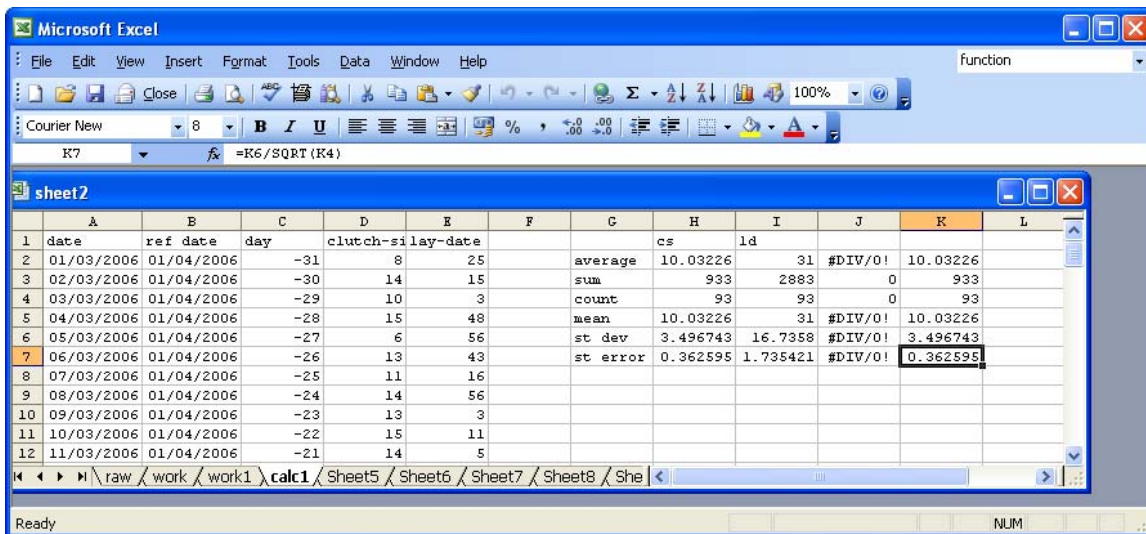 Microsoft Excel
File Edit View Insert Format Tools Data Window Help function
Close ABC Σ 100%
Courier New 8 B I U % , .00
K7 fx =K6/SQRT(K4)
sheet2
A B C D E F G H I J K L
1 date ref date day clutch-si lay-date cs ld
2 01/03/2006 01/04/2006 -31 8 25 average 10.03226 31 #DIV/0! 10.03226
3 02/03/2006 01/04/2006 -30 14 15 sum 933 2883 0 933
4 03/03/2006 01/04/2006 -29 10 3 count 93 93 0 93
5 04/03/2006 01/04/2006 -28 15 48 mean 10.03226 31 #DIV/0! 10.03226
6 05/03/2006 01/04/2006 -27 6 56 st dev 3.496743 16.7358 #DIV/0! 3.496743
7 06/03/2006 01/04/2006 -26 13 43 st error 0.362595 1.735421 #DIV/0! 0.362595
8 07/03/2006 01/04/2006 -25 11 16
9 08/03/2006 01/04/2006 -24 14 56
10 09/03/2006 01/04/2006 -23 13 3
11 10/03/2006 01/04/2006 -22 15 11
12 11/03/2006 01/04/2006 -21 14 5
raw work work1 calc1 Sheet5 Sheet6 Sheet7 Sheet8 She
Ready NUM